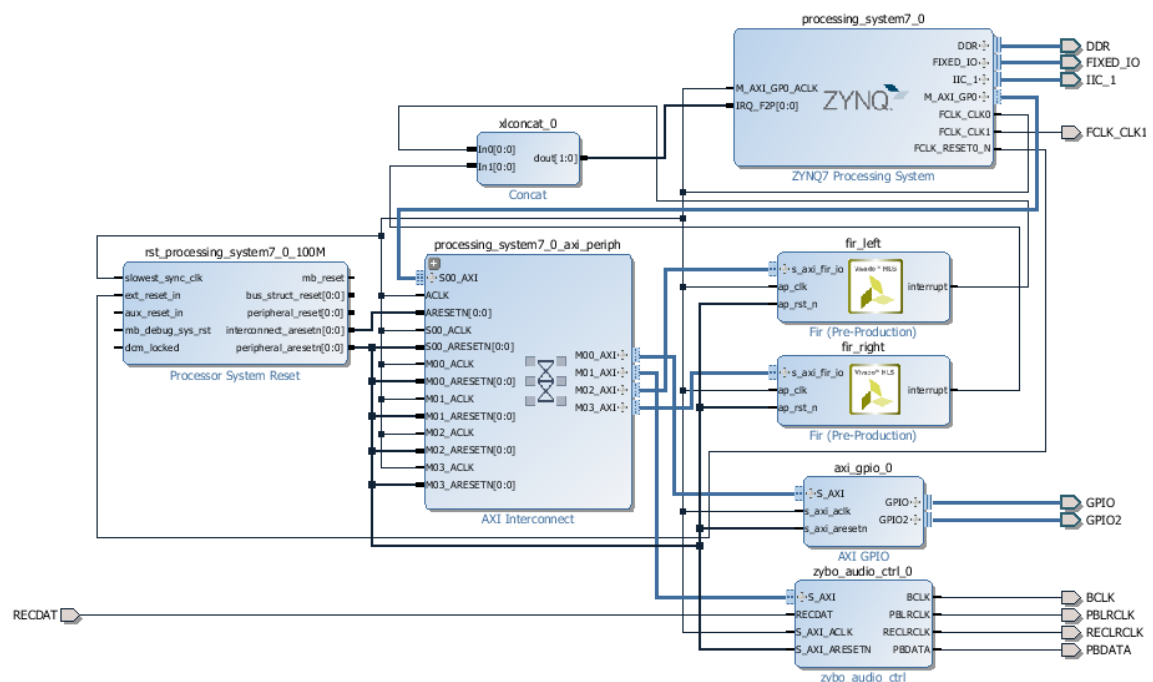 processing_system7_0
DDR
FIXED_IO
IIC_1
M_AXI_GP0
FCLK_CLK0
FCLK_CLK1
FCLK_RESET0_N
M_AXI_GP0_ACLK
IRQ_F2P[0:0]
ZYNQ
ZYNQ7 Processing System
DDR
FIXED_IO
IIC_1
FCLK_CLK1
xlconcat_0
In0[0:0]
In1[0:0]
dout[1:0]
Concat
rst_processing_system7_0_100M
slowest_sync_clk
ext_reset_in
aux_reset_in
mb_debug_sys_rst
dcm_locked
mb_reset
bus_struct_reset[0:0]
peripheral_reset[0:0]
interconnect_aresetn[0:0]
peripheral_aresetn[0:0]
Processor System Reset
processing_system7_0_axi_periph
S00_AXI
ACLK
ARESETN[0:0]
S00_ACLK
S00_ARESETN[0:0]
M00_ACLK
M00_ARESETN[0:0]
M01_ACLK
M01_ARESETN[0:0]
M02_ACLK
M02_ARESETN[0:0]
M03_ACLK
M03_ARESETN[0:0]
M00_AXI
M01_AXI
M02_AXI
M03_AXI
AXI Interconnect
fir_left
s_axi_fir_io
ap_clk
ap_rst_n
Vivado™ HLS
interrupt
Fir (Pre-Production)
fir_right
s_axi_fir_io
ap_clk
ap_rst_n
Vivado™ HLS
interrupt
Fir (Pre-Production)
axi_gpio_0
S_AXI
s_axi_aclk
s_axi_aresetn
GPIO
GPIO2
AXI GPIO
GPIO
GPIO2
zybo_audio_ctrl_0
S_AXI
RECDAT
S_AXI_ACLK
S_AXI_ARESETN
BCLK
PBLRCLK
RECLRCLK
PBDATA
zybo_audio_ctrl
RECDAT
BCLK
PBLRCLK
RECLRCLK
PBDATA